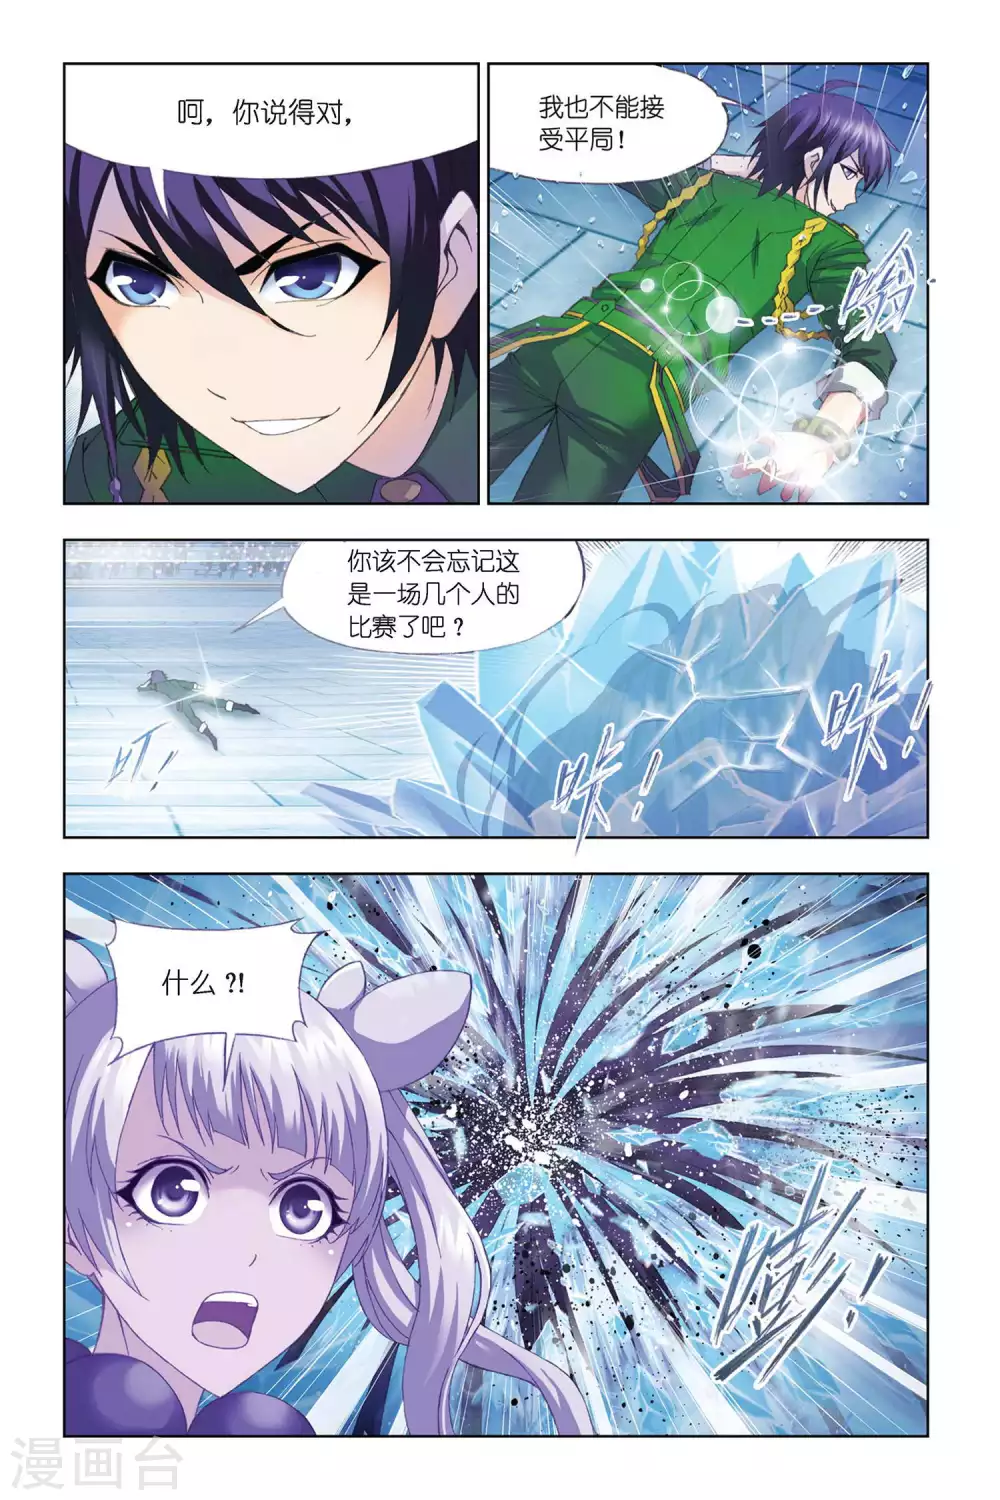 呵，你说得对，
我也不能接
受平局！
嗡
你该不会忘记这
是一场几个人的
比赛了吧？
叮！
咔！
咔！
什么?!
嘭！
漫画台